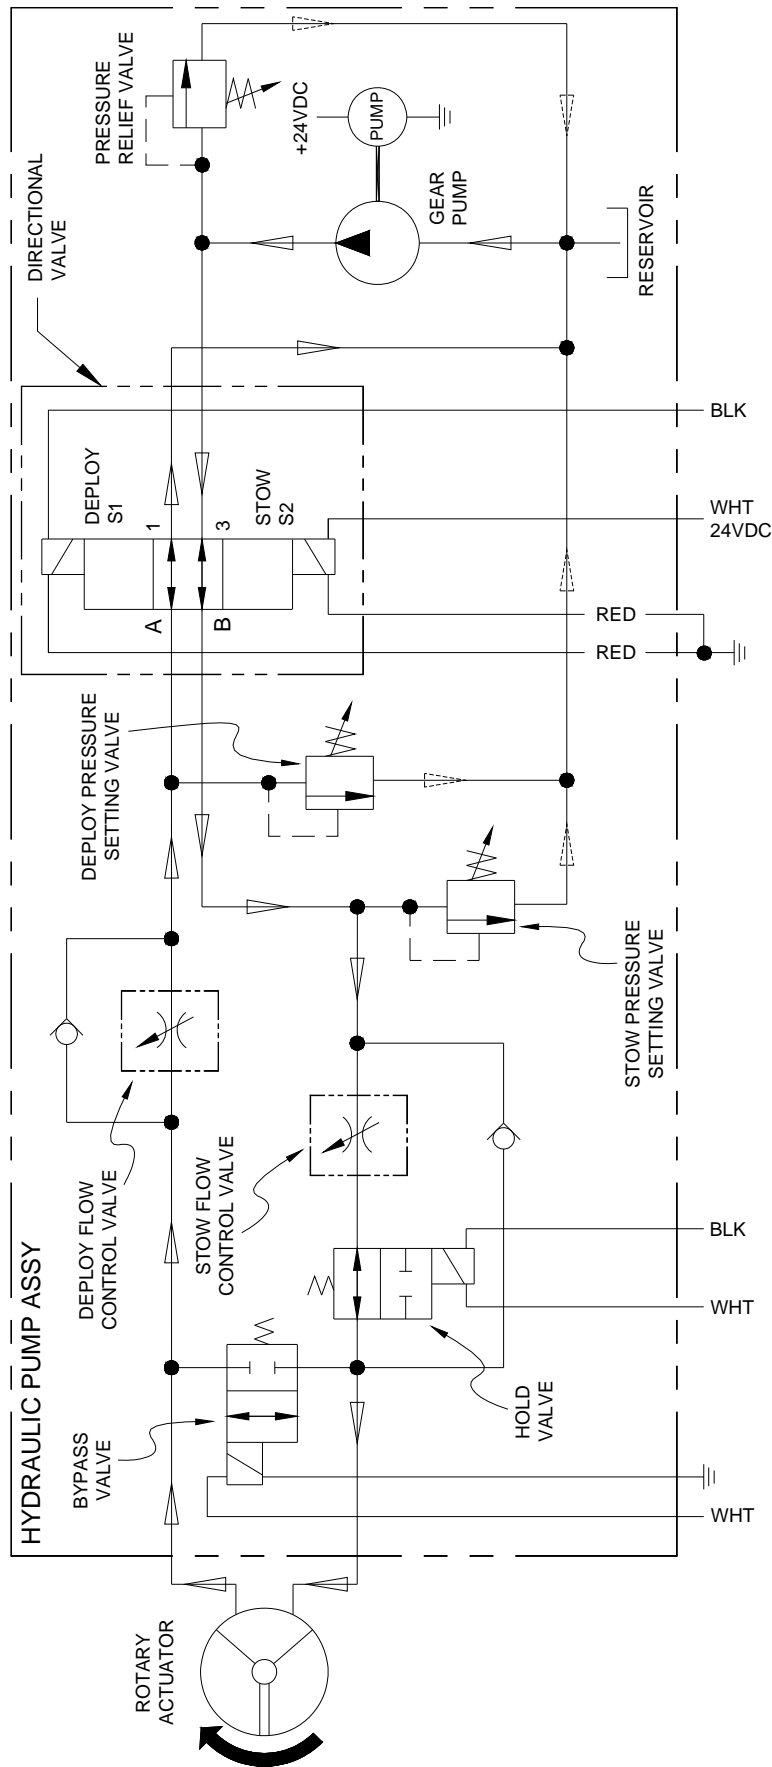 HYDRAULIC PUMP ASSY
ROTARY
ACTUATOR
BYPASS
VALVE
DEPLOY FLOW
CONTROL VALVE
STOW FLOW
CONTROL VALVE
HOLD
VALVE
WHT
WHT
BLK
DEPLOY PRESSURE
SETTING VALVE
STOW PRESSURE
SETTING VALVE
DIRECTIONAL
VALVE
DEPLOY
S1
A
1
B
3
STOW
S2
RED
RED
WHT
24VDC
BLK
PRESSURE
RELIEF VALVE
+24VDC
PUMP
GEAR
PUMP
RESERVOIR